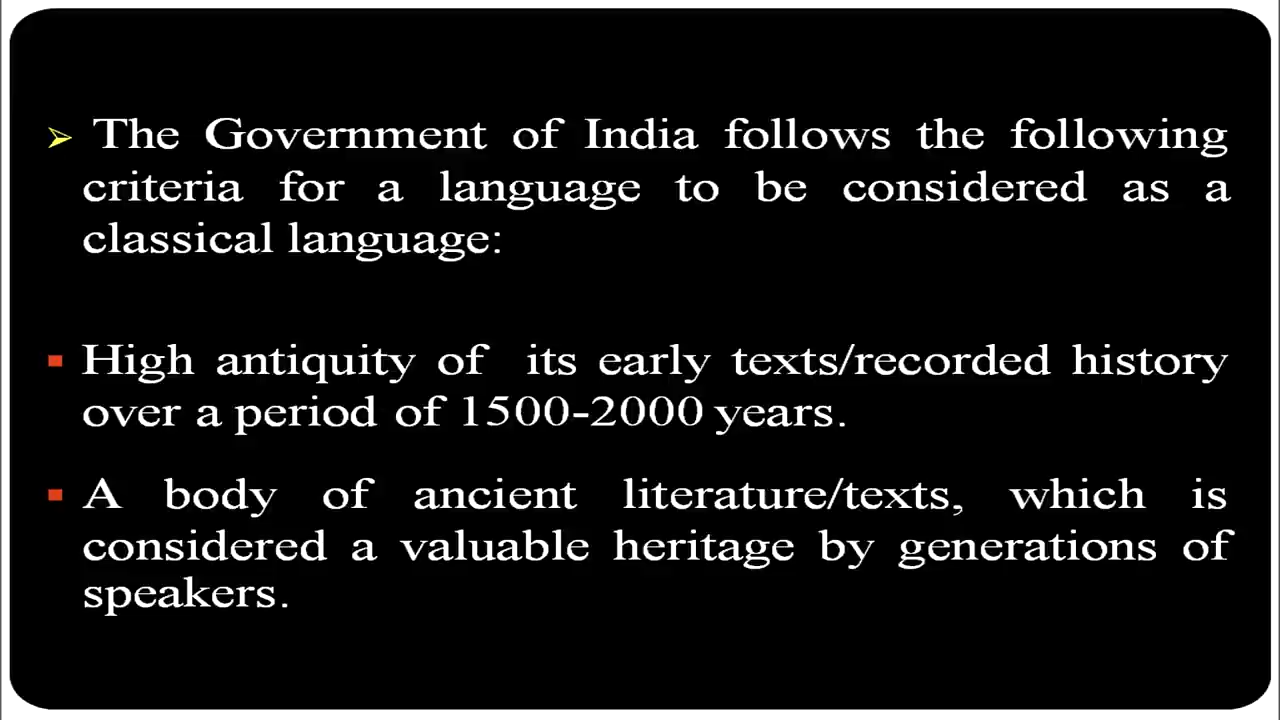 ➢ The Government of India follows the following
criteria for a language to be considered as a
classical language:
▪ High antiquity of its early texts/recorded history
over a period of 1500-2000 years.
▪ A body of ancient literature/texts, which is
considered a valuable heritage by generations of
speakers.